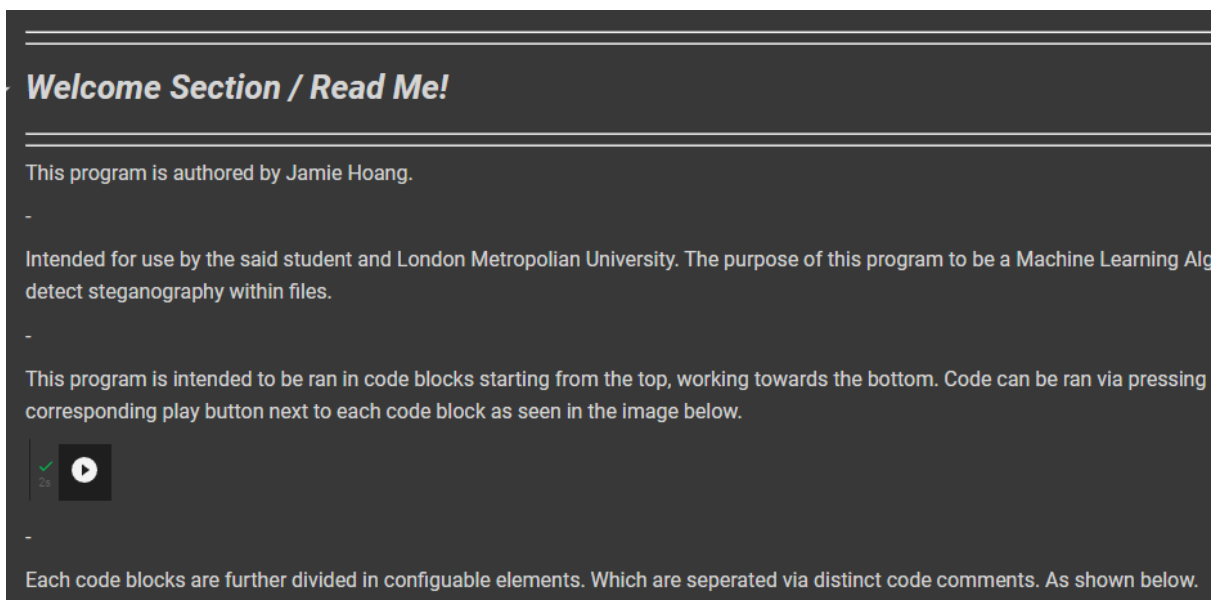 Welcome Section / Read Me!
This program is authored by Jamie Hoang.
-
Intended for use by the said student and London Metropolian University. The purpose of this program to be a Machine Learning Alg
detect steganography within files.
-
This program is intended to be ran in code blocks starting from the top, working towards the bottom. Code can be ran via pressing
corresponding play button next to each code block as seen in the image below.
2s
-
Each code blocks are further divided in configuable elements. Which are seperated via distinct code comments. As shown below.